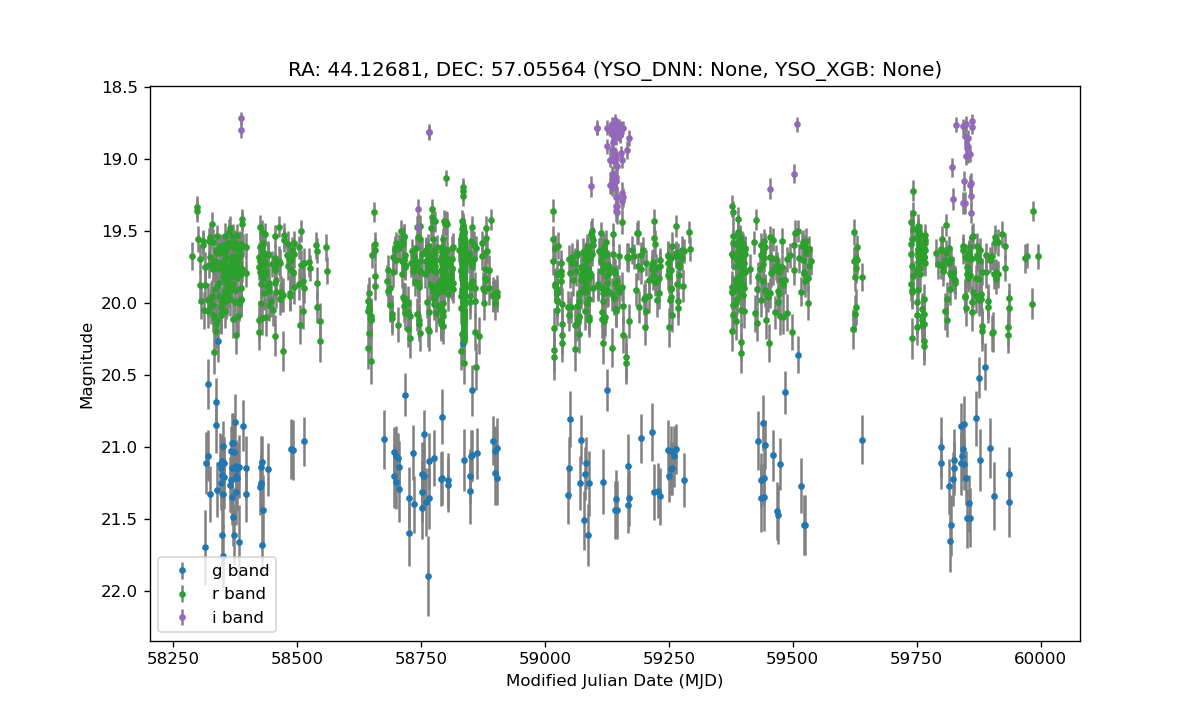 RA: 44.12681, DEC: 57.05564 (YSO_DNN: None, YSO_XGB: None)
18.5
19.0
19.5
20.0
20.5
21.0
21.5
22.0
Magnitude
g band
r band
i band
58250 58500 58750 59000 59250 59500 59750 60000
Modified Julian Date (MJD)